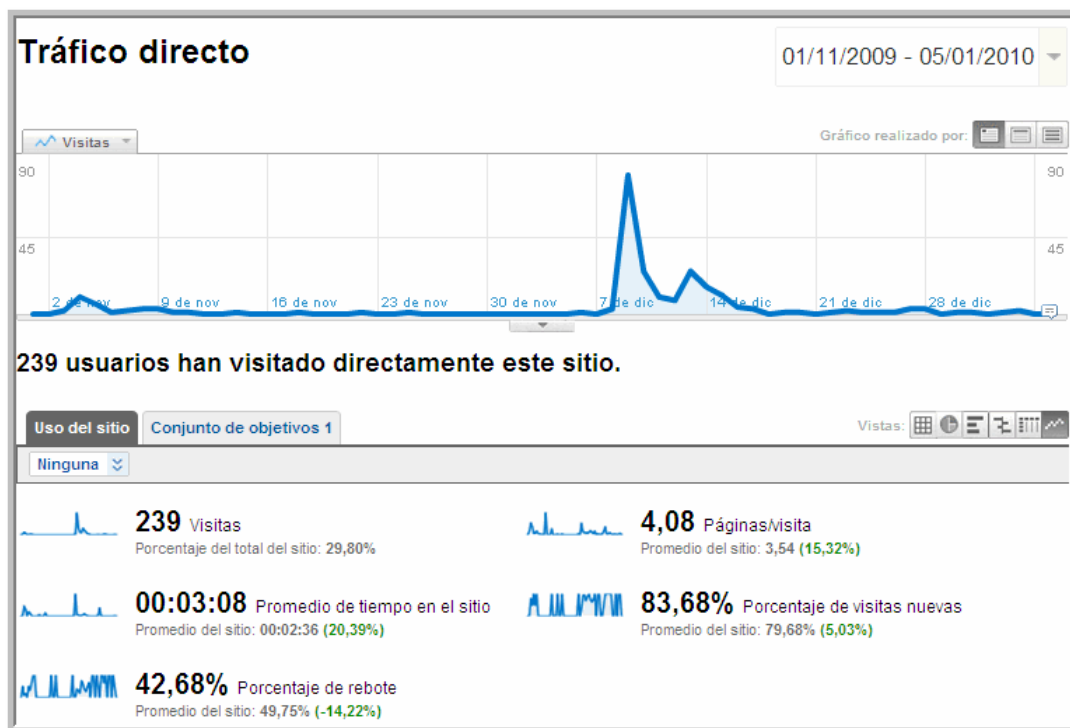 Tráfico directo
01/11/2009 - 05/01/2010
Visitas
Gráfico realizado por:
90 90
45 45
2 de nov 9 de nov 16 de nov 23 de nov 30 de nov 7 de dic 14 de dic 21 de dic 28 de dic
239 usuarios han visitado directamente este sitio.
Uso del sitio Conjunto de objetivos 1 Vistas:
Ninguna
239 Visitas
Porcentaje del total del sitio: 29,80%
4,08 Páginas/visita
Promedio del sitio: 3,54 (15,32%)
00:03:08 Promedio de tiempo en el sitio
Promedio del sitio: 00:02:36 (20,39%)
83,68% Porcentaje de visitas nuevas
Promedio del sitio: 79,68% (5,03%)
42,68% Porcentaje de rebote
Promedio del sitio: 49,75% (-14,22%)